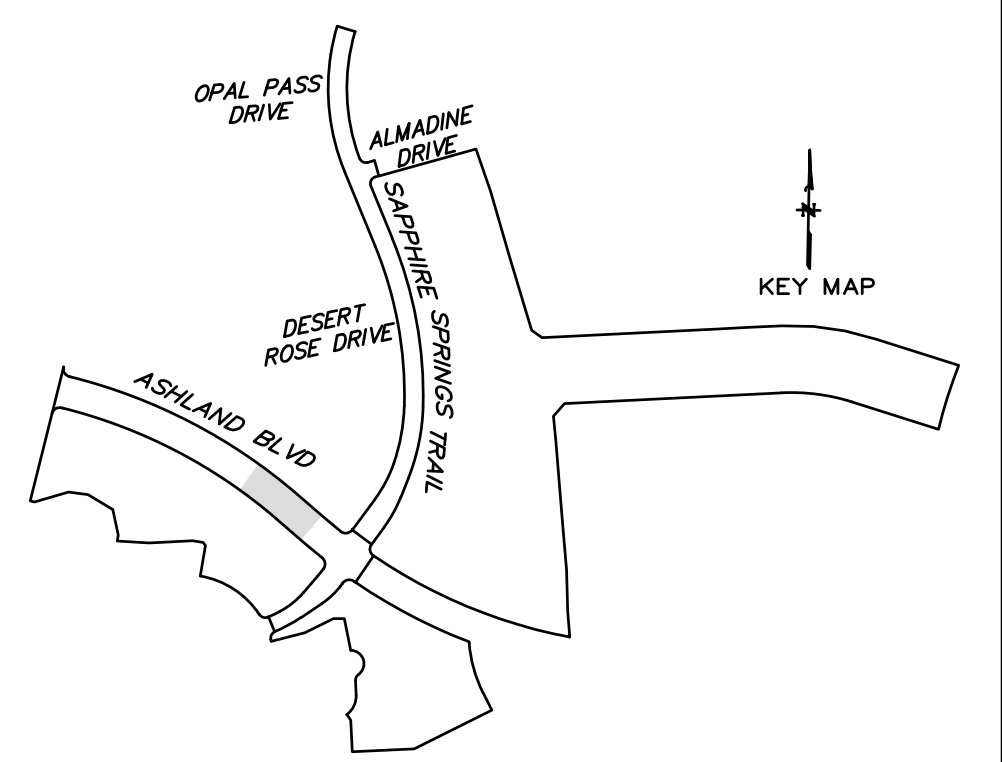 OPAL PASS
DRIVE
ALMADINE
DRIVE
SAPPHIRE SPRINGS TRAIL
N
KEY MAP
DESERT
ROSE DRIVE
ASHLAND BLVD